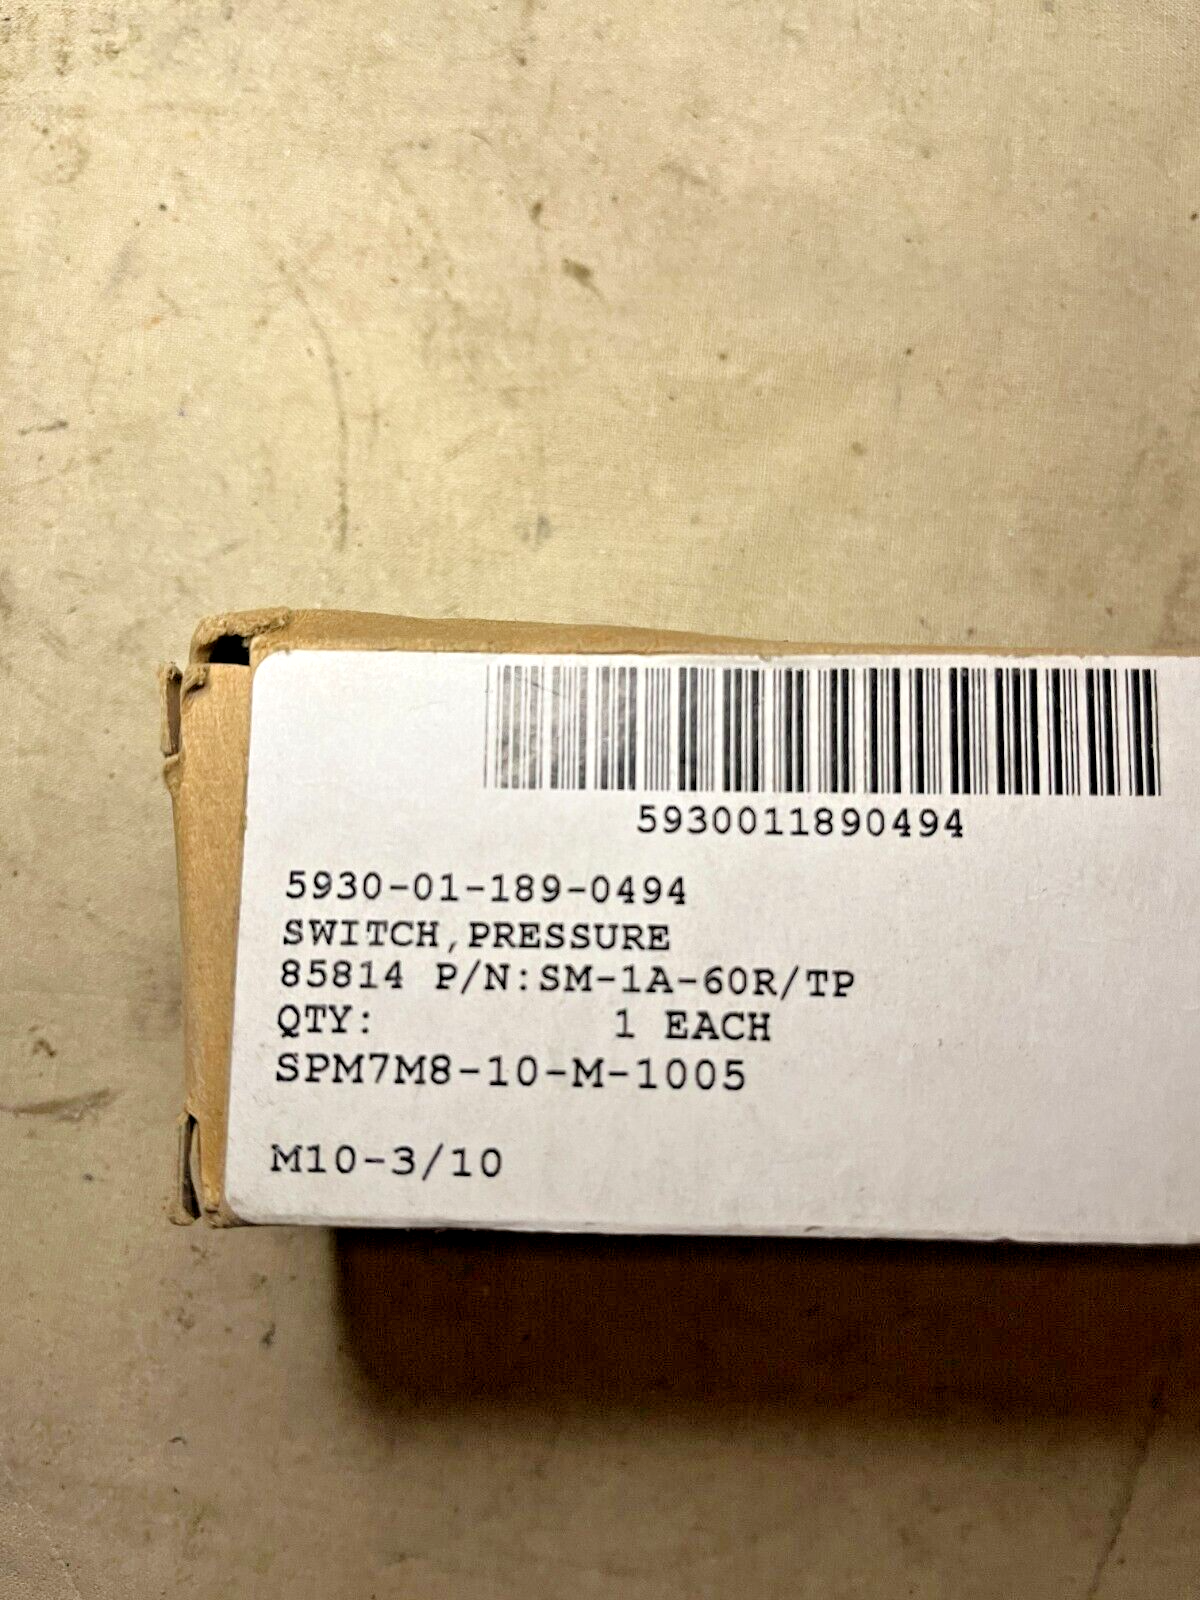 5930011890494
5930-01-189-0494
SWITCH,PRESSURE
85814 P/N:SM-1A-60R/TP
QTY: 1 EACH
SPM7M8-10-M-1005
M10-3/10